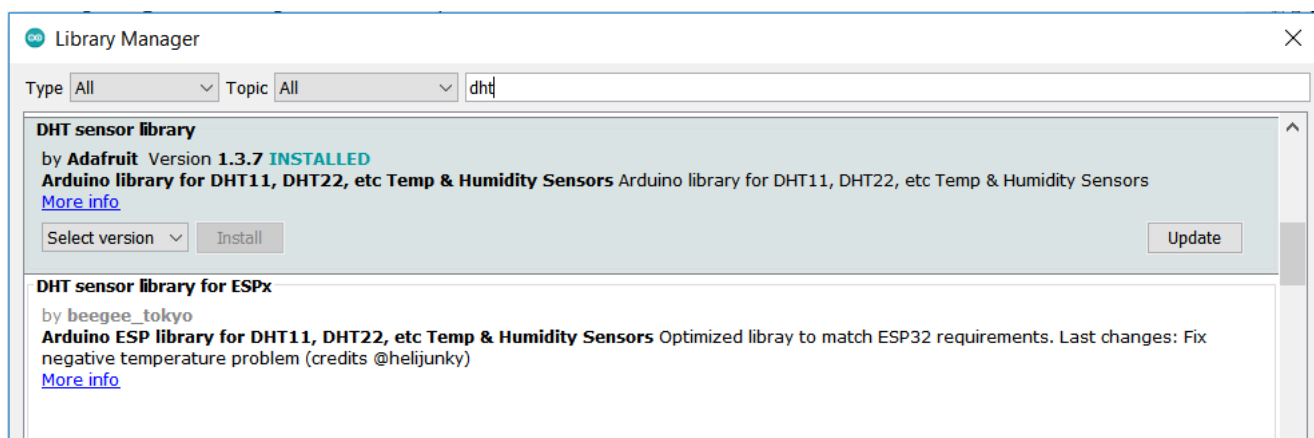 Library Manager
Type All Topic All dht
DHT sensor library
by Adafruit Version 1.3.7 INSTALLED
Arduino library for DHT11, DHT22, etc Temp & Humidity Sensors Arduino library for DHT11, DHT22, etc Temp & Humidity Sensors
More info
Select version Install Update
DHT sensor library for ESPx
by beegee_tokyo
Arduino ESP library for DHT11, DHT22, etc Temp & Humidity Sensors Optimized libray to match ESP32 requirements. Last changes: Fix
negative temperature problem (credits @helijunky)
More info